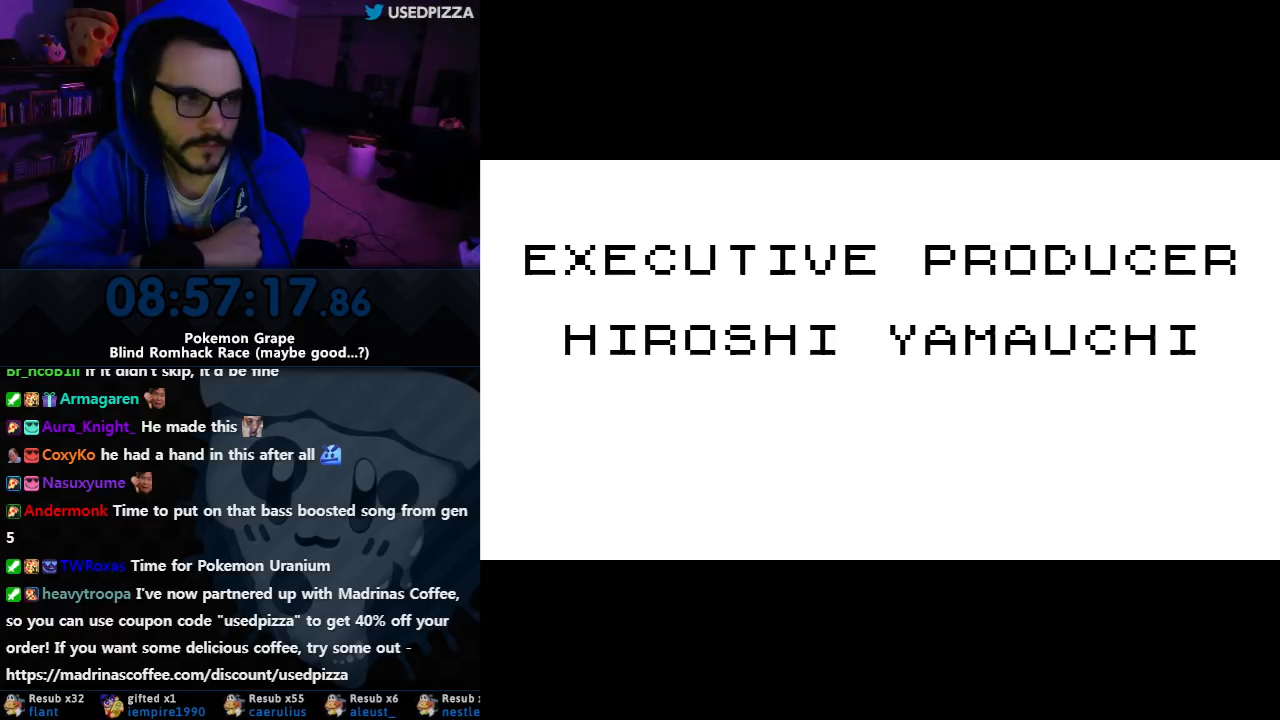 USEDPIZZA
EXECUTIVE PRODUCER
HIROSHI YAMAUCHI
08:57:17.86
Pokemon Grape
Blind Romhack Race (maybe good...?)
Br_ncoB1ll If it didn't skip, it'd be fine
Armagaren
Aura_Knight_ He made this
CoxyKo he had a hand in this after all
Nasuxyume
Andermonk Time to put on that bass boosted song from gen
5
TWRoxas Time for Pokemon Uranium
heavytroopa I've now partnered up with Madrinas Coffee,
so you can use coupon code "usedpizza" to get 40% off your
order! If you want some delicious coffee, try some out -
https://madrinascoffee.com/discount/usedpizza
Resub x32 gifted x1 Resub x55 Resub x6 Resub
flant iempire1990 caerulius aleust_ nestle